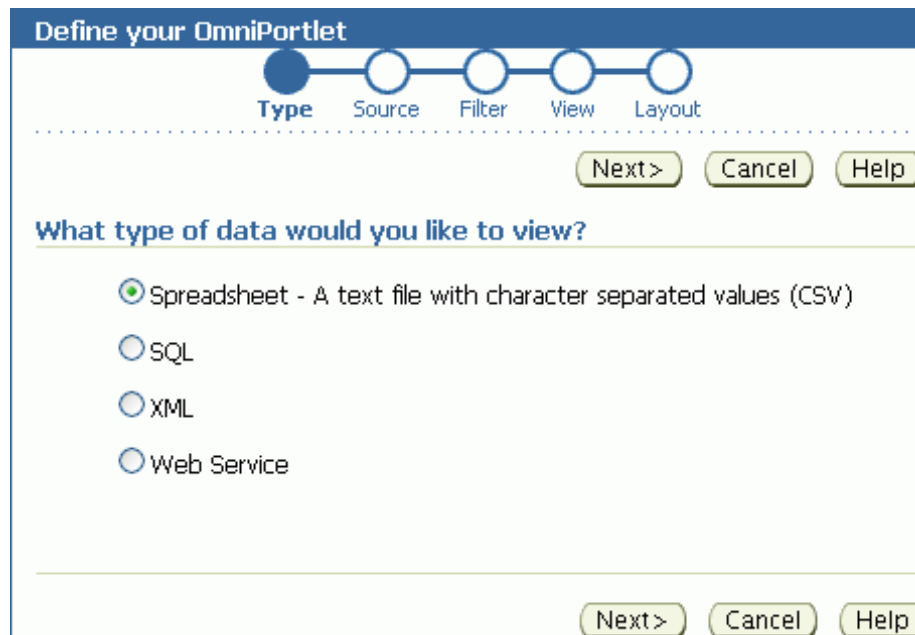 Define your OmniPortlet
Type Source Filter View Layout
Next> Cancel Help
What type of data would you like to view?
Spreadsheet - A text file with character separated values (CSV)
SQL
XML
Web Service
Next> Cancel Help